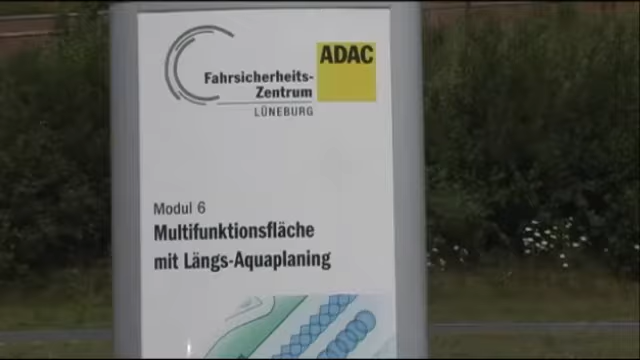 ADAC
Fahrsicherheits-
Zentrum
LÜNEBURG
Modul 6
Multifunktionsfläche
mit Längs-Aquaplaning